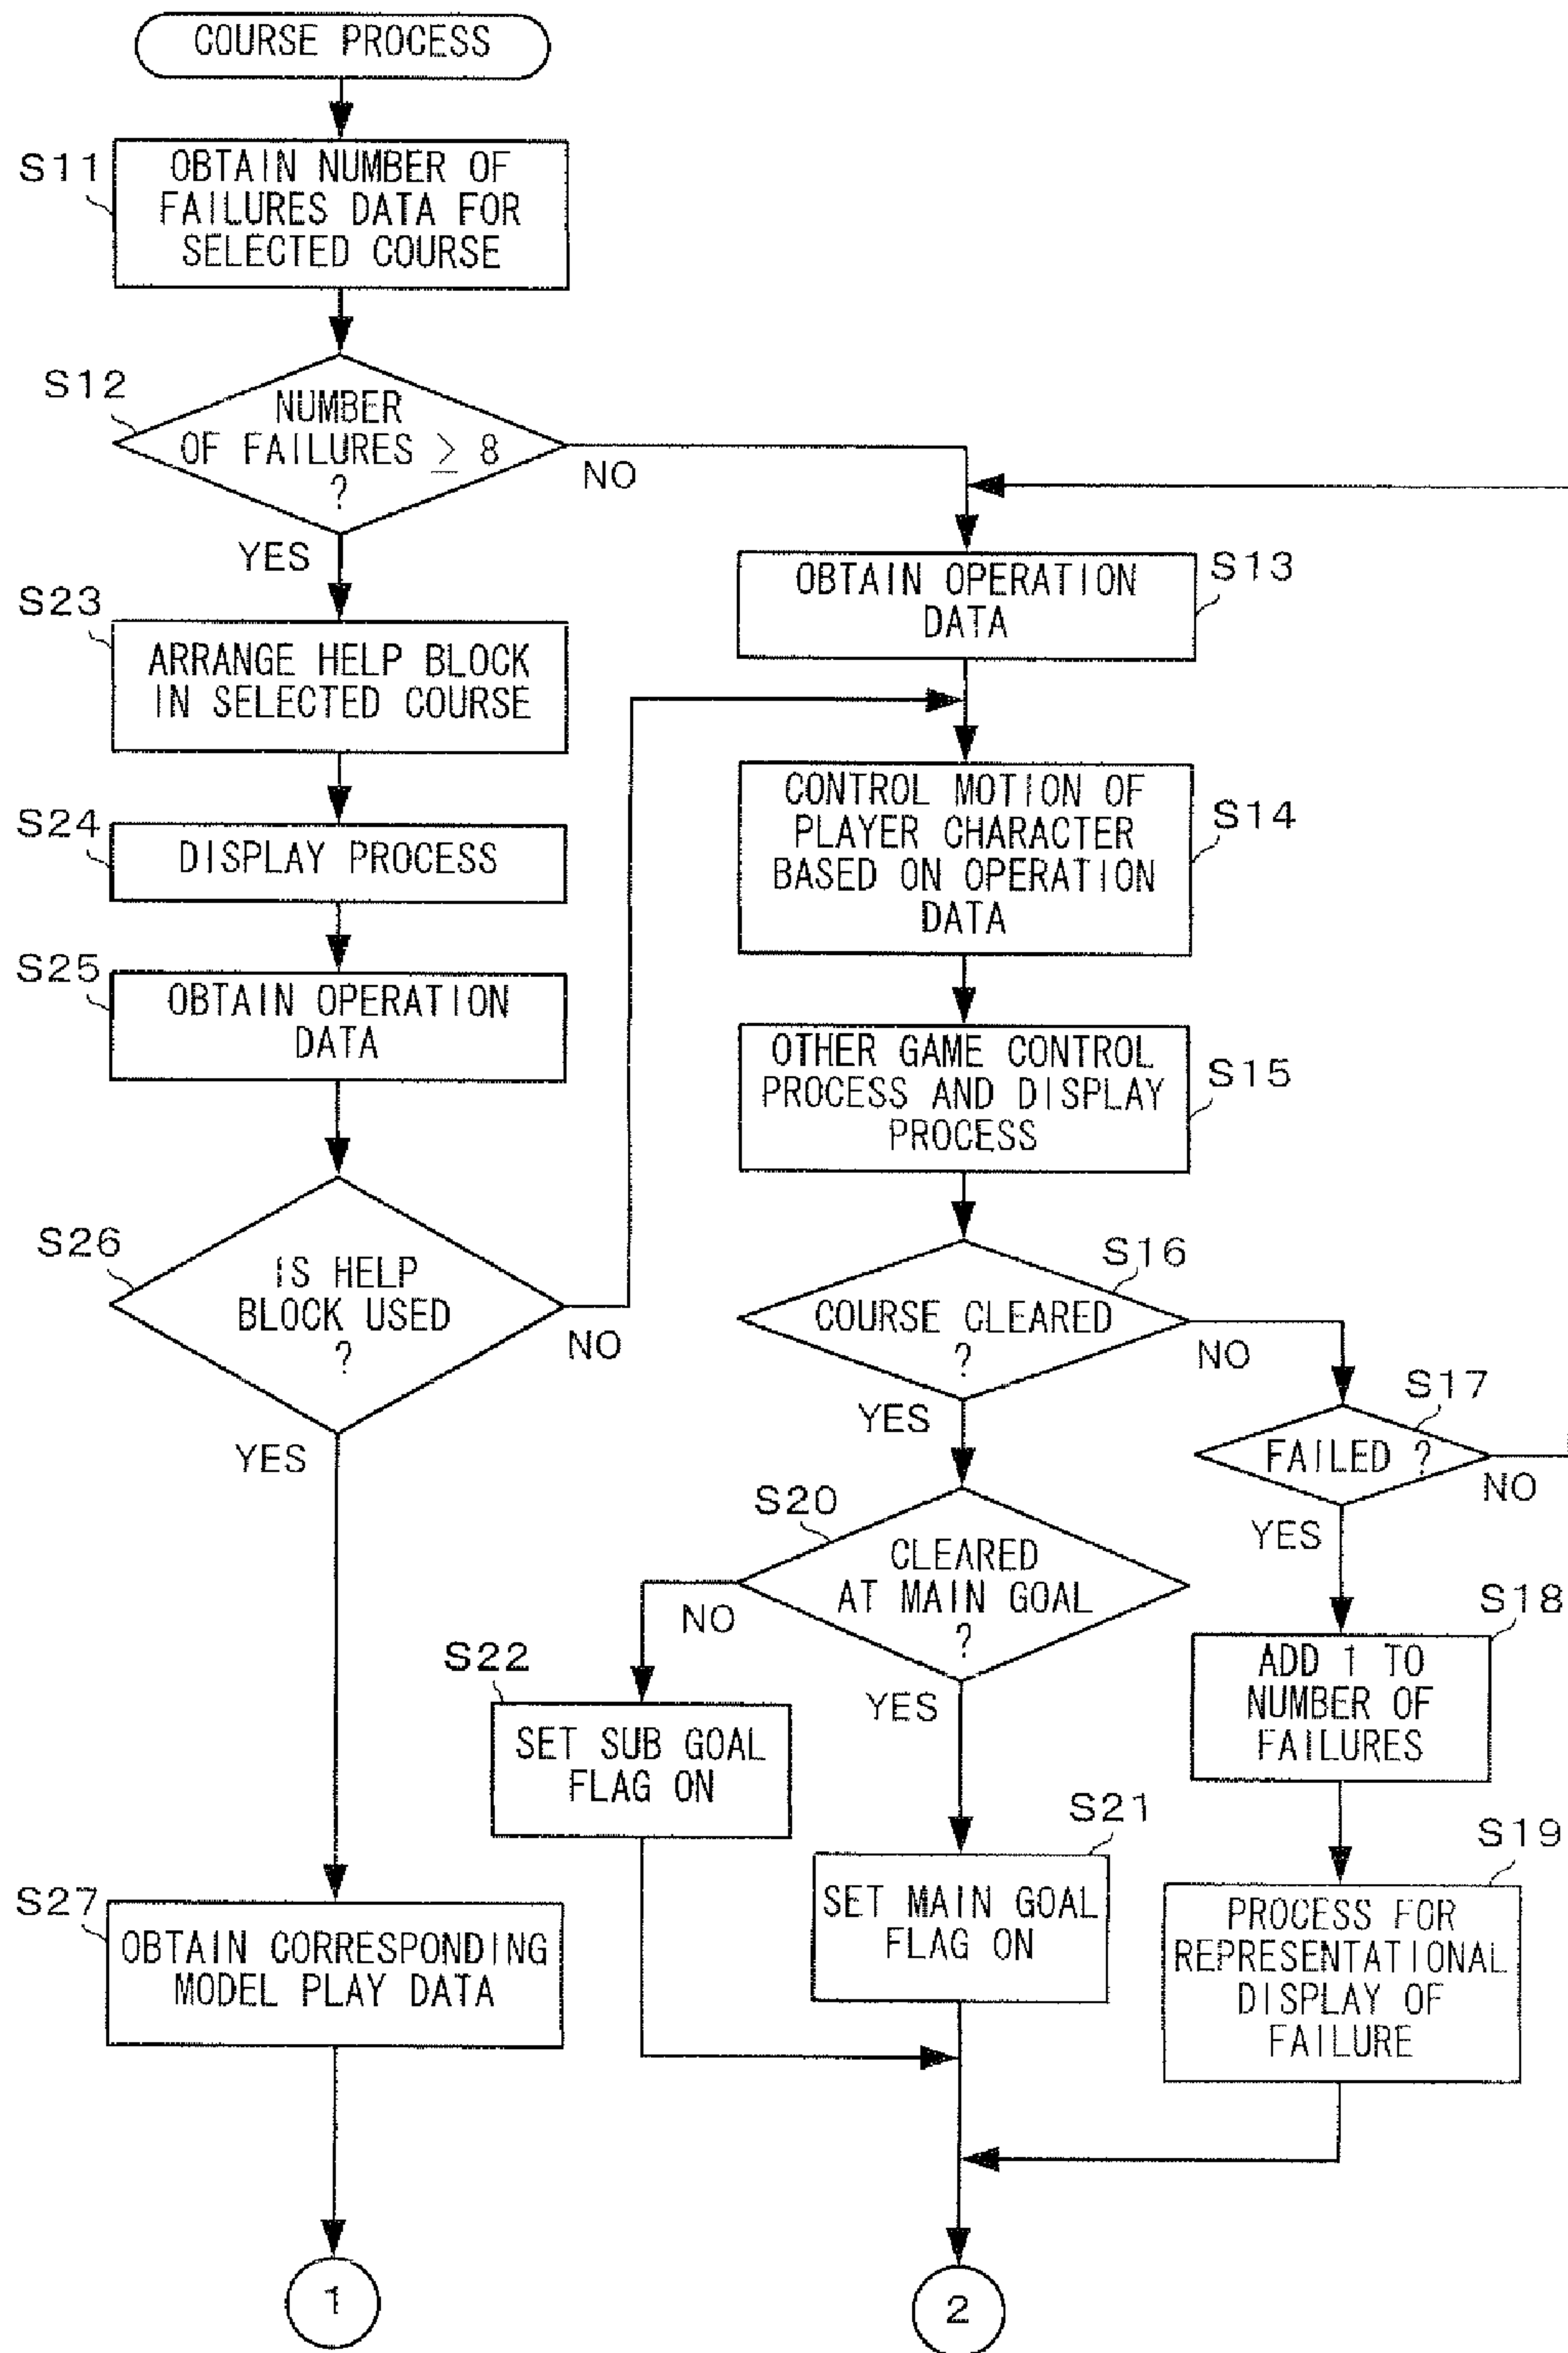 COURSE PROCESS
S11
OBTAIN NUMBER OF
FAILURES DATA FOR
SELECTED COURSE
S12
NUMBER
OF FAILURES ≥ 8
?
NO
YES
S23
ARRANGE HELP BLOCK
IN SELECTED COURSE
S24
DISPLAY PROCESS
S25
OBTAIN OPERATION
DATA
S26
IS HELP
BLOCK USED
?
NO
YES
S27
OBTAIN CORRESPONDING
MODEL PLAY DATA
1
S13
OBTAIN OPERATION
DATA
S14
CONTROL MOTION OF
PLAYER CHARACTER
BASED ON OPERATION
DATA
S15
OTHER GAME CONTROL
PROCESS AND DISPLAY
PROCESS
S16
COURSE CLEARED
?
NO
YES
S17
FAILED ?
NO
YES
S18
ADD 1 TO
NUMBER OF
FAILURES
S19
PROCESS FOR
REPRESENTATIONAL
DISPLAY OF
FAILURE
S20
CLEARED
AT MAIN GOAL
?
NO
YES
S22
SET SUB GOAL
FLAG ON
S21
SET MAIN GOAL
FLAG ON
2